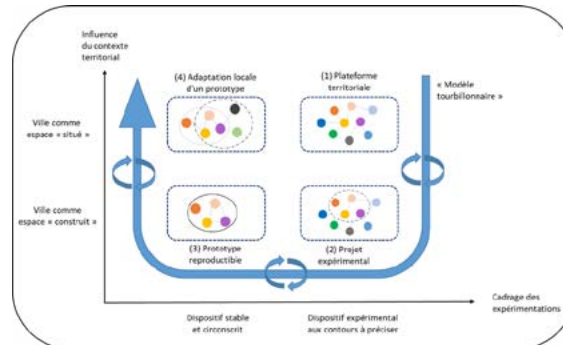 Influence
du contexte
territorial
(4) Adaptation locale
d'un prototype
(1) Plateforme
territoriale
« Modèle
tourbillonnaire »
Ville comme
espace « situé »
Ville comme
espace « construit »
(3) Prototype
reproductible
(2) Projet
expérimental
Cadrage des
expérimentations
Dispositif stable
et circonscrit
Dispositif expérimental
aux contours à préciser